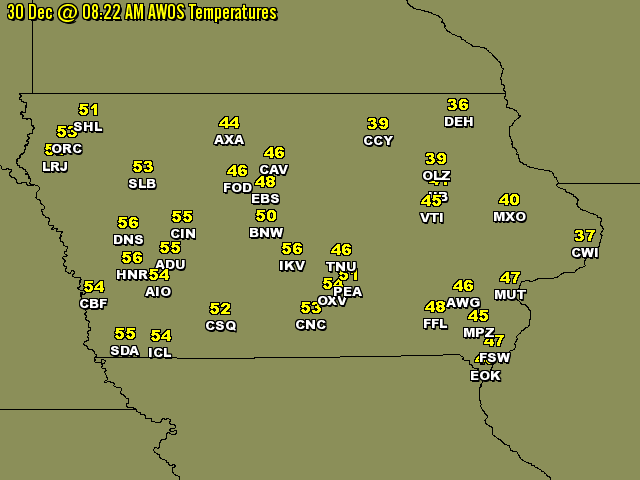 30 Dec @ 08:22 AM AWOS Temperatures
36
DEH
51
SHL
44
AXA
39
CCY
53
ORC
LRJ
46
CAV
39
OLZ
53
SLB
46
FOD
48
EBS
45
VTI
40
MXO
55
CIN
50
BNW
56
DNS
37
CWI
55
ADU
56
IKV
46
TNU
56
HNR
54
AIO
51
PEA
OXV
54
CBF
47
MUT
46
AWG
52
CSQ
53
CNC
48
FFL
45
MPZ
55
SDA
54
ICL
47
FSW
EOK